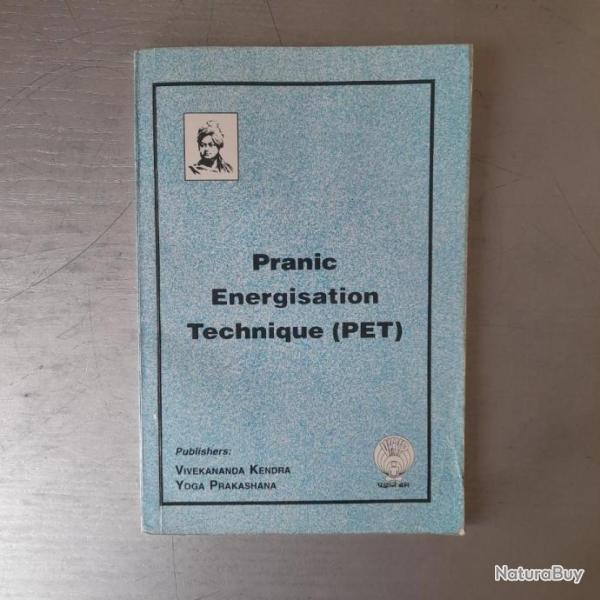 Pranic
Energisation
Technique (PET)
Publishers:
VIVEKANANDA KENDRA
YOGA PRAKASHANA
NaturaBuy